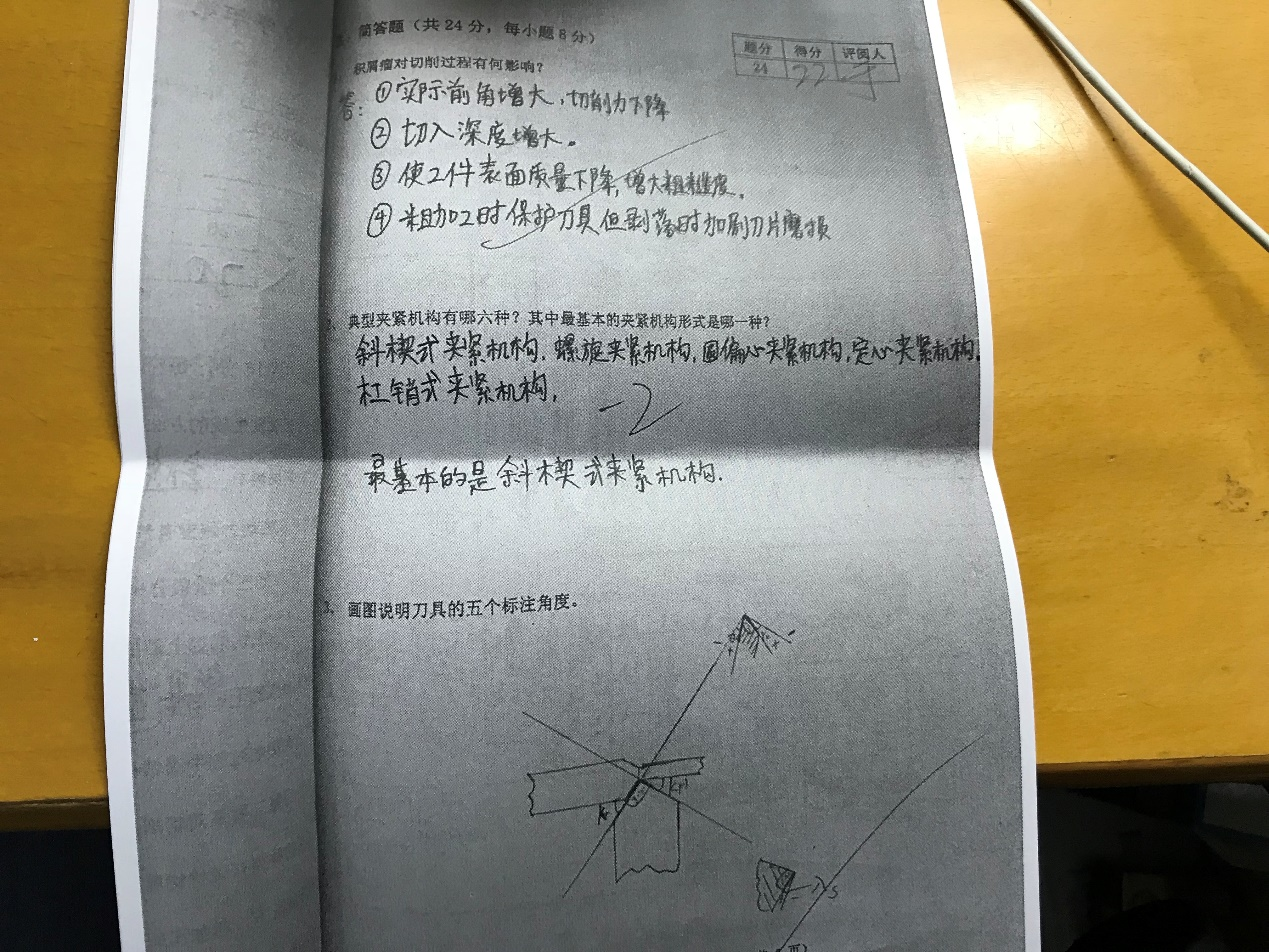 简答题（共 24 分，每小题 8 分）
题分 得分 评阅人
24 22
积屑瘤对切削过程有何影响？
答：①实际前角增大，切削力下降
②切入深度增大。
③使工件表面质量下降，增大粗糙度。
④粗加工时保护刀具但剥落时加剧刀片磨损
典型夹紧机构有哪六种？其中最基本的夹紧机构形式是哪一种？
斜楔式夹紧机构，螺旋夹紧机构，圆偏心夹紧机构，定心夹紧机构，
杠销式夹紧机构，
-2
最基本的是斜楔式夹紧机构．
3、画图说明刀具的五个标注角度。
kr'
λs